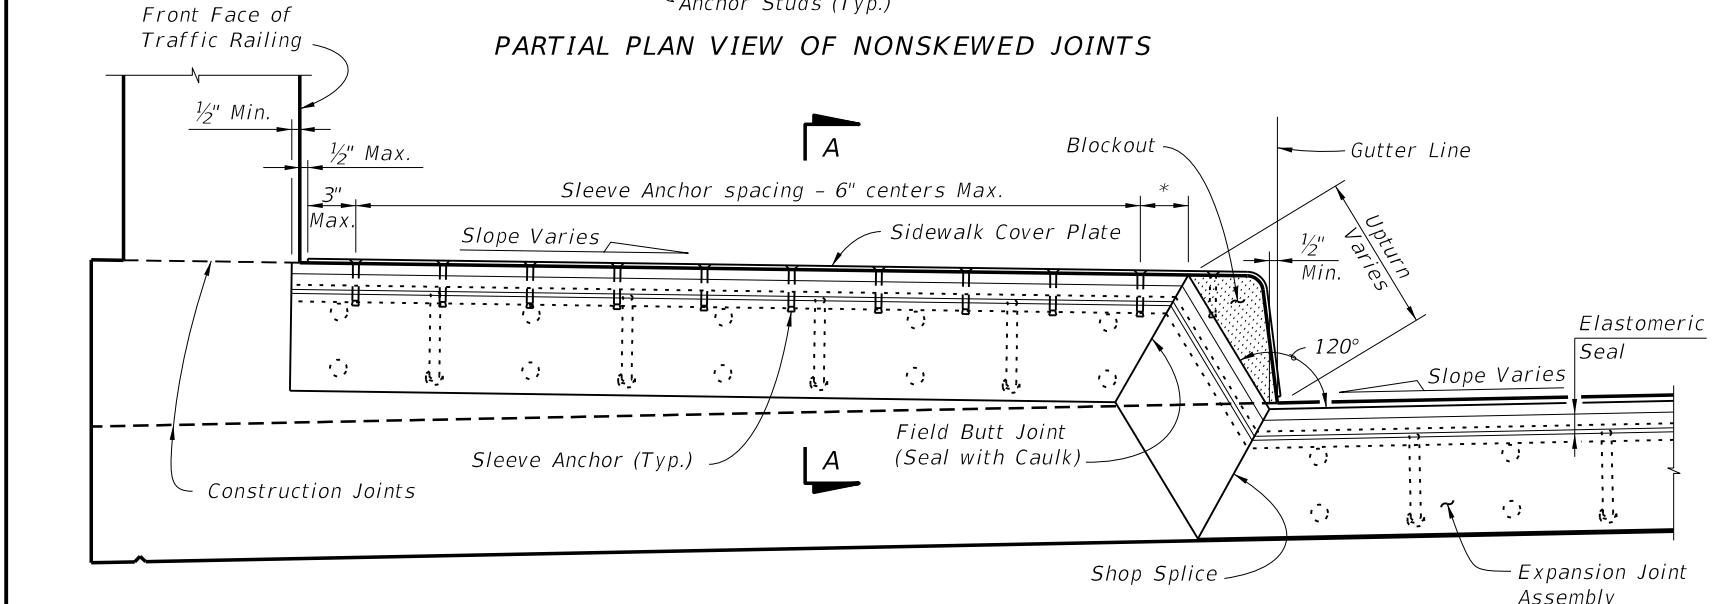 Anchor Studs (Typ.)
PARTIAL PLAN VIEW OF NONSKEWED JOINTS
Front Face of
Traffic Railing
½" Min.
½" Max.
3"
Max.
Sleeve Anchor spacing – 6" centers Max.
*
A
Blockout
Gutter Line
Slope Varies
Sidewalk Cover Plate
Upturn
Varies
½"
Min.
120°
Elastomeric
Seal
Slope Varies
Field Butt Joint
(Seal with Caulk)
Sleeve Anchor (Typ.)
A
Construction Joints
Shop Splice
Expansion Joint
Assembly